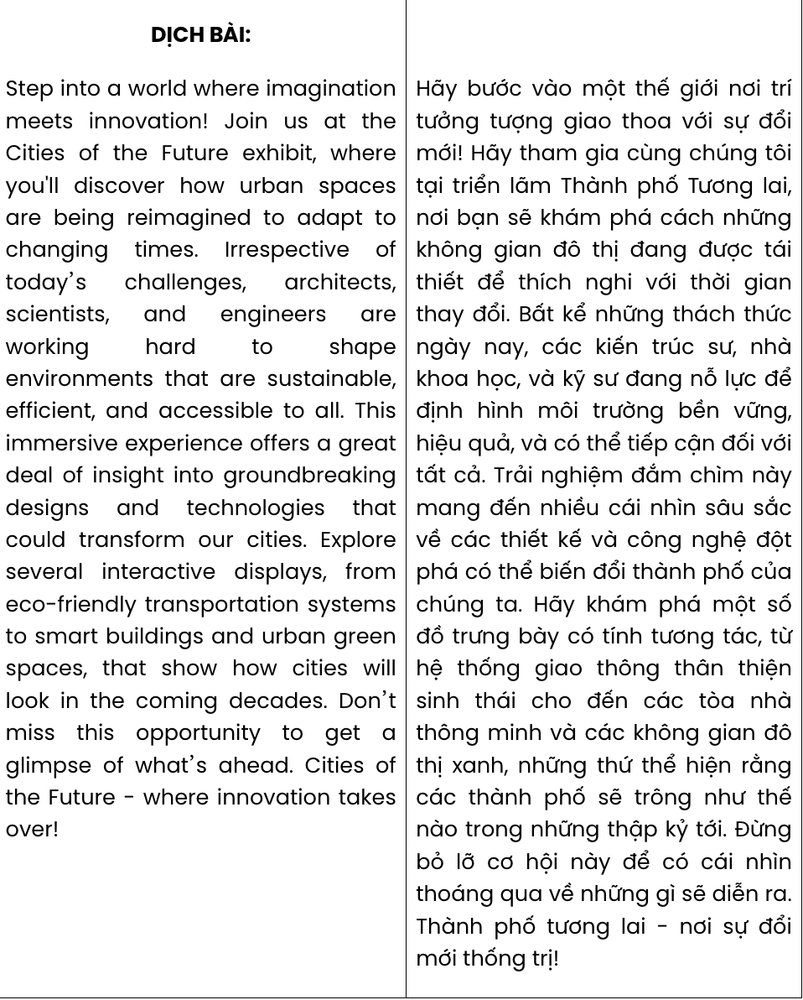 DỊCH BÀI:
Step into a world where imagination
meets innovation! Join us at the
Cities of the Future exhibit, where
you'll discover how urban spaces
are being reimagined to adapt to
changing times. Irrespective of
today’s challenges, architects,
scientists, and engineers are
working hard to shape
environments that are sustainable,
efficient, and accessible to all. This
immersive experience offers a great
deal of insight into groundbreaking
designs and technologies that
could transform our cities. Explore
several interactive displays, from
eco-friendly transportation systems
to smart buildings and urban green
spaces, that show how cities will
look in the coming decades. Don’t
miss this opportunity to get a
glimpse of what’s ahead. Cities of
the Future - where innovation takes
over!
Hãy bước vào một thế giới nơi trí
tưởng tượng giao thoa với sự đổi
mới! Hãy tham gia cùng chúng tôi
tại triển lãm Thành phố Tương lai,
nơi bạn sẽ khám phá cách những
không gian đô thị đang được tái
thiết để thích nghi với thời gian
thay đổi. Bất kể những thách thức
ngày nay, các kiến trúc sư, nhà
khoa học, và kỹ sư đang nỗ lực để
định hình môi trường bền vững,
hiệu quả, và có thể tiếp cận đối với
tất cả. Trải nghiệm đắm chìm này
mang đến nhiều cái nhìn sâu sắc
về các thiết kế và công nghệ đột
phá có thể biến đổi thành phố của
chúng ta. Hãy khám phá một số
đồ trưng bày có tính tương tác, từ
hệ thống giao thông thân thiện
sinh thái cho đến các tòa nhà
thông minh và các không gian đô
thị xanh, những thứ thể hiện rằng
các thành phố sẽ trông như thế
nào trong những thập kỷ tới. Đừng
bỏ lỡ cơ hội này để có cái nhìn
thoáng qua về những gì sẽ diễn ra.
Thành phố tương lai - nơi sự đổi
mới thống trị!